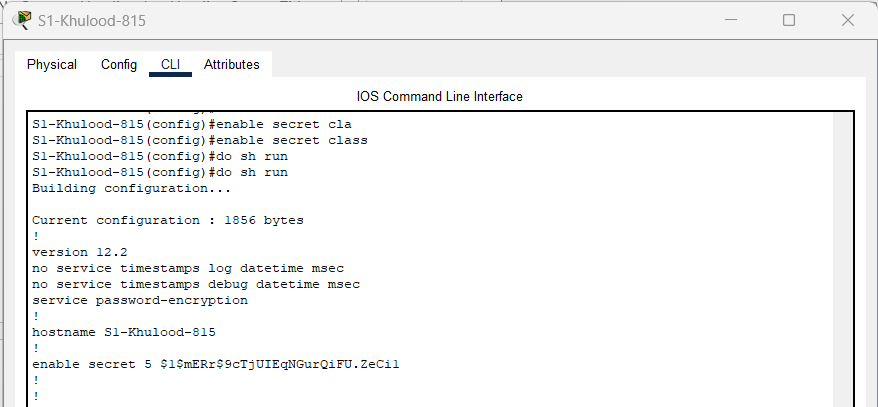 S1-Khulood-815
Physical Config CLI Attributes
IOS Command Line Interface
S1-Khulood-815(config)#enable secret cla
S1-Khulood-815(config)#enable secret class
S1-Khulood-815(config)#do sh run
S1-Khulood-815(config)#do sh run
Building configuration...
Current configuration : 1856 bytes
!
version 12.2
no service timestamps log datetime msec
no service timestamps debug datetime msec
service password-encryption
!
hostname S1-Khulood-815
!
enable secret 5 $1$mERr$9cTjUIEqNGurQiFU.ZeCi1
!
!